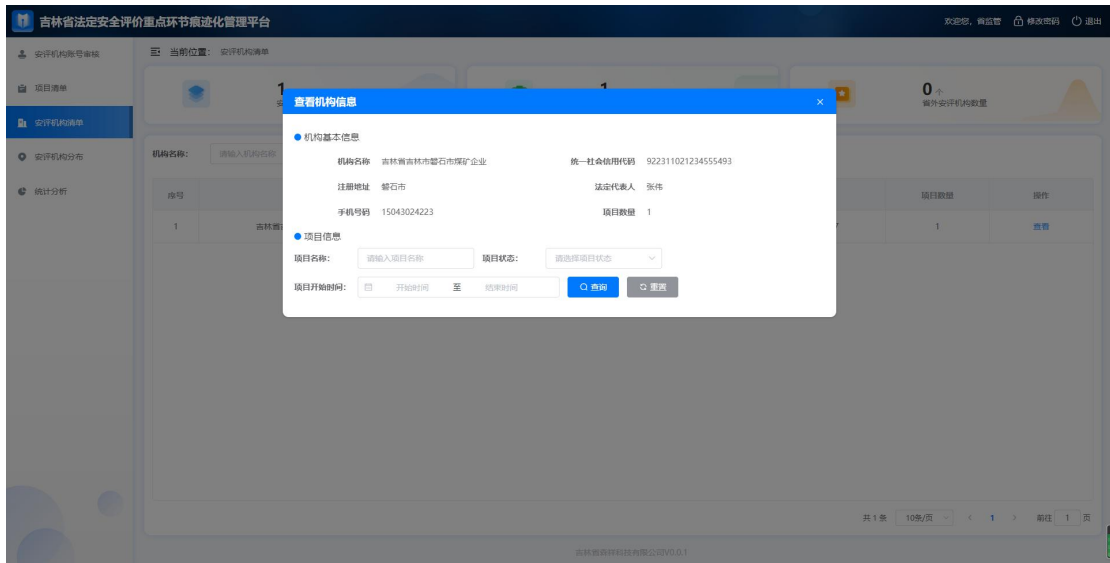 吉林省法定安全评价重点环节痕迹化管理平台
欢迎您，省监管 修改密码 退出
安评机构账号审核
当前位置： 安评机构清单
项目清单
安评机构清单
安评机构分布
统计分析
1
1
0 个
省外安评机构数量
查看机构信息 ×
机构基本信息
机构名称 吉林省吉林市磐石市煤矿企业 统一社会信用代码 922311021234555493
注册地址 磐石市 法定代表人 张伟
手机号码 15043024223 项目数量 1
项目信息
项目名称： 请输入项目名称 项目状态： 请选择项目状态
项目开始时间： 开始时间 至 结束时间 查询 重置
机构名称： 请输入机构名称
序号 项目数量 操作
1 吉林省 7 1 查看
共 1 条 10条/页 < 1 > 前往 1 页